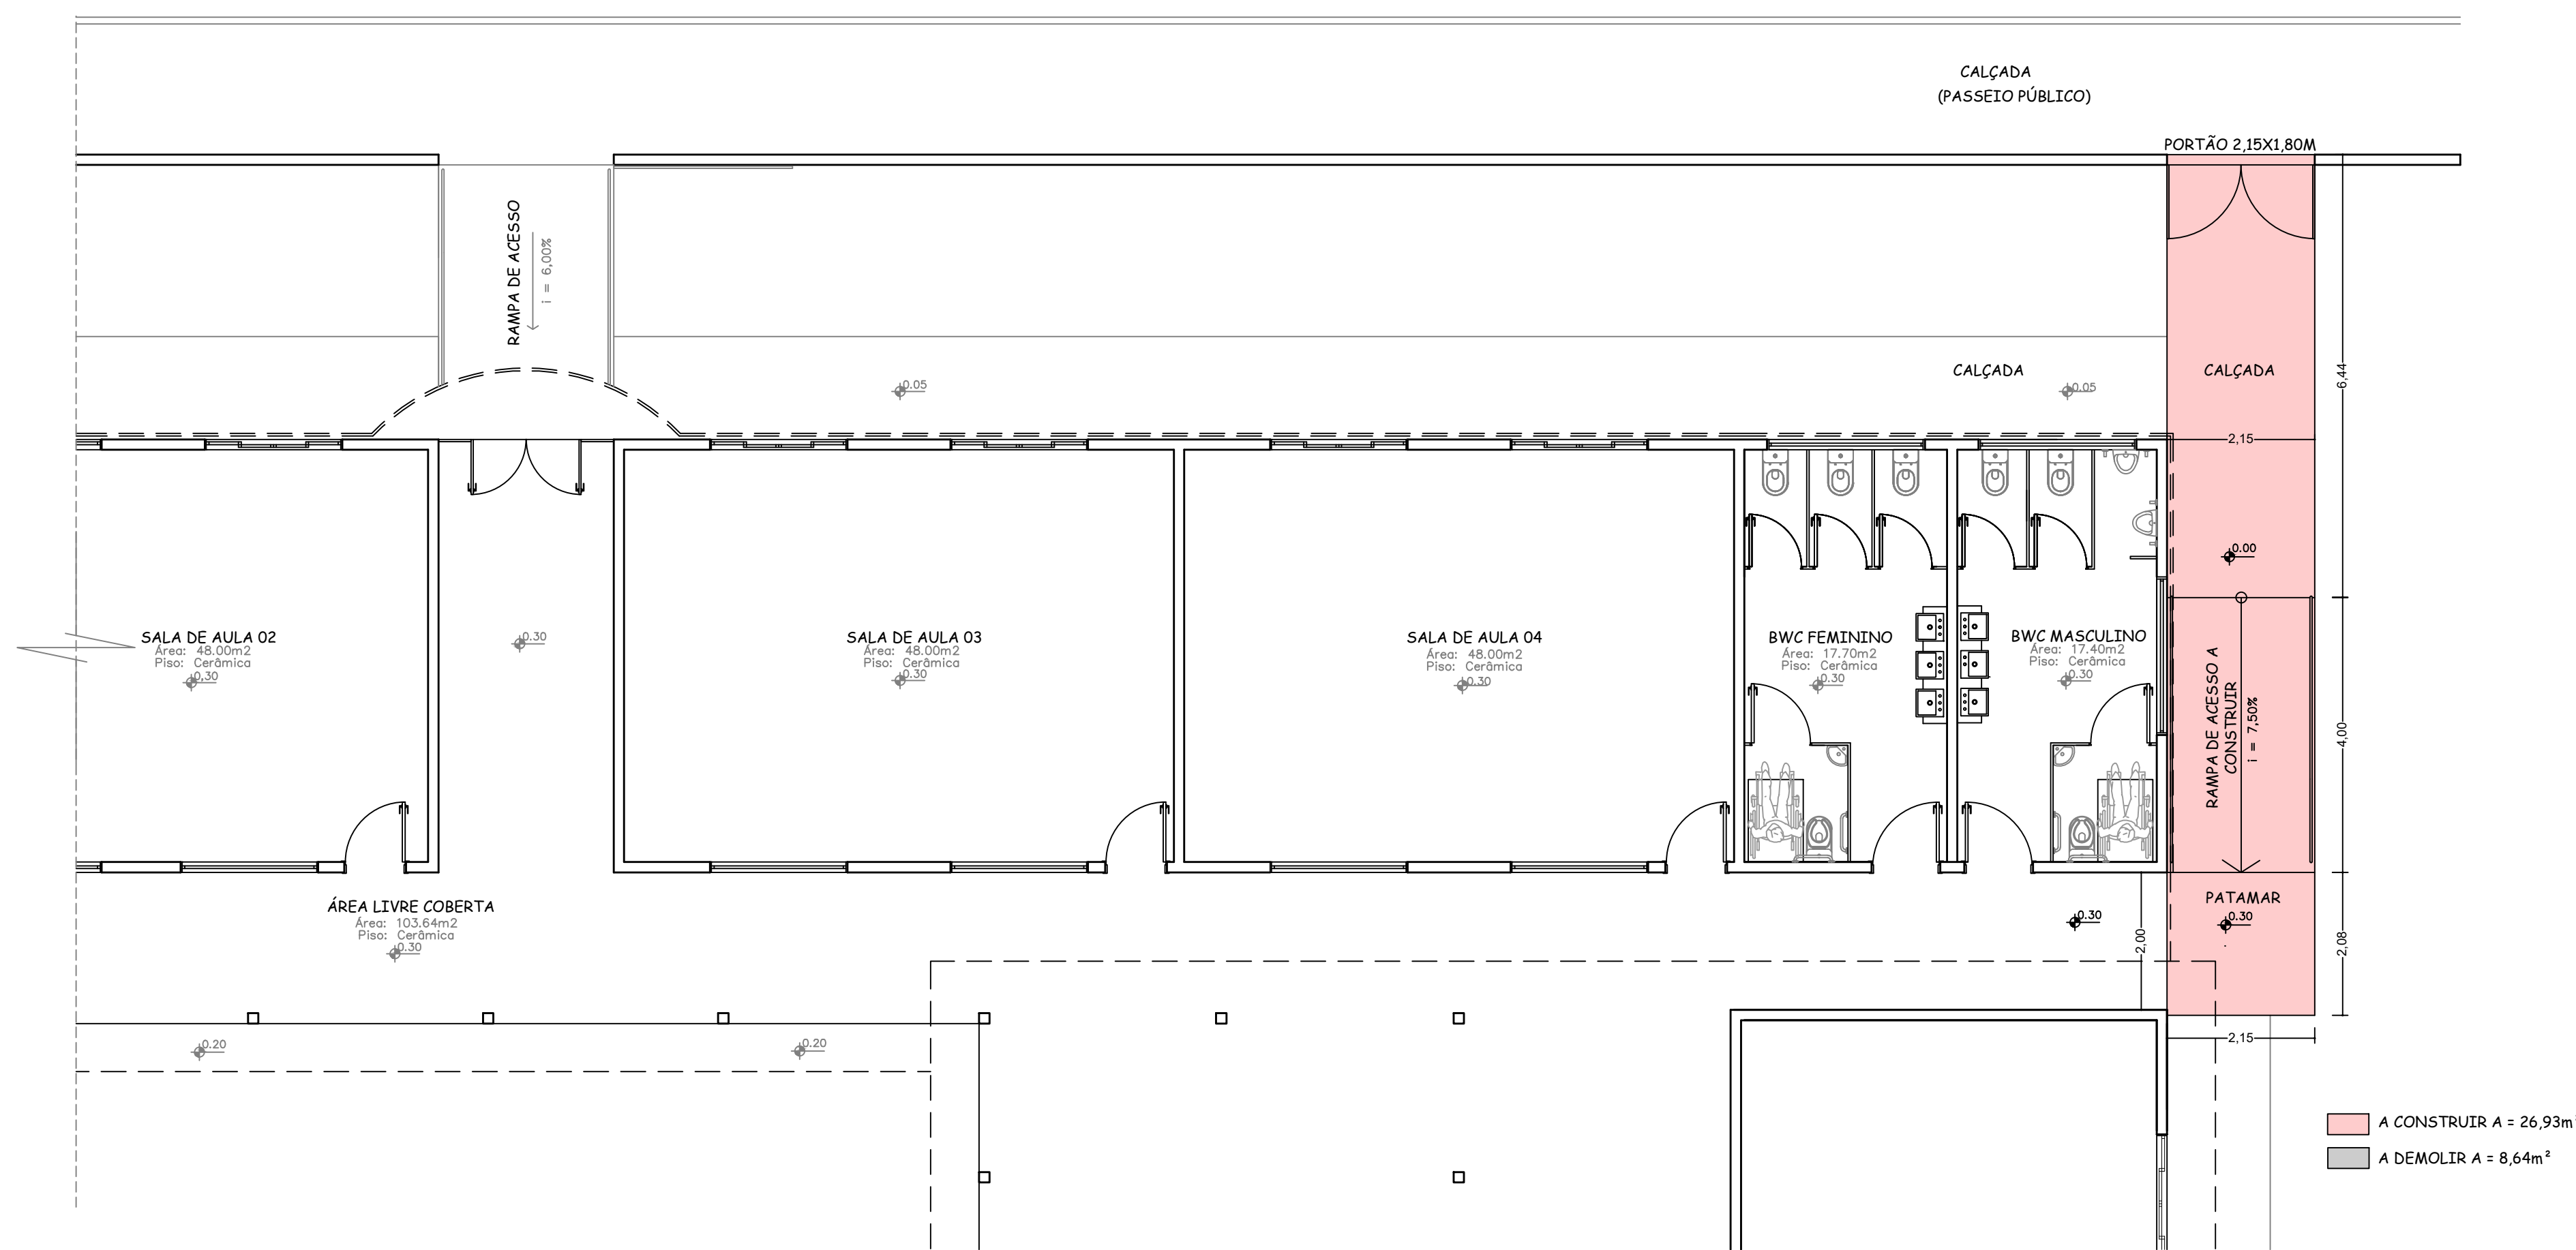 CALÇADA
(PASSEIO PÚBLICO)
PORTÃO 2,15X1,80M
RAMPA DE ACESSO
i = 6,00%
0.05
CALÇADA
0.05
CALÇADA
6,44
2,15
0.00
0.30
SALA DE AULA 02
Área: 48.00m2
Piso: Cerâmica
0,30
SALA DE AULA 03
Área: 48.00m2
Piso: Cerâmica
0.30
SALA DE AULA 04
Área: 48.00m2
Piso: Cerâmica
0.30
BWC FEMININO
Área: 17.70m2
Piso: Cerâmica
0.30
BWC MASCULINO
Área: 17.40m2
Piso: Cerâmica
0.30
RAMPA DE ACESSO A
CONSTRUIR
i = 7,50%
4,00
ÁREA LIVRE COBERTA
Área: 103.64m2
Piso: Cerâmica
0.30
0.30
PATAMAR
0.30
2,00
2,08
0.20
0.20
2,15
A CONSTRUIR A = 26,93m
A DEMOLIR A = 8,64m²